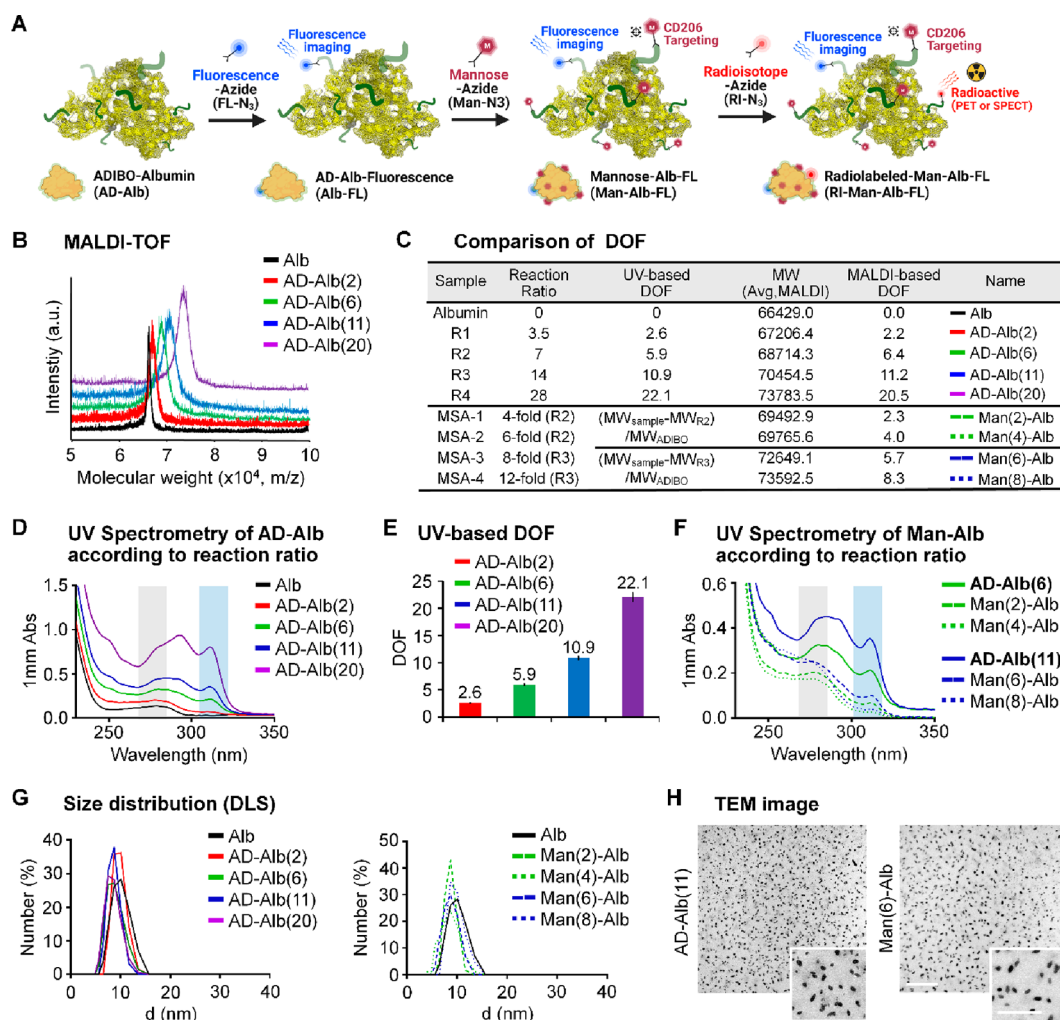 A
Fluorescence
-Azide
(FL-N₃)
Fluorescence
imaging
Mannose
-Azide
(Man-N3)
M
Fluorescence
imaging
M
CD206
Targeting
Radioisotope
-Azide
(RI-N₃)
Fluorescence
imaging
M
CD206
Targeting
Radioactive
(PET or SPECT)
ADIBO-Albumin
(AD-Alb)
AD-Alb-Fluorescence
(Alb-FL)
Mannose-Alb-FL
(Man-Alb-FL)
Radiolabeled-Man-Alb-FL
(RI-Man-Alb-FL)
B MALDI-TOF
Intenstiy (a.u.)
Alb
AD-Alb(2)
AD-Alb(6)
AD-Alb(11)
AD-Alb(20)
5 6 7 8 9 10
Molecular weight (x10⁴, m/z)
C Comparison of DOF
Sample Reaction Ratio UV-based DOF MW (Avg,MALDI) MALDI-based DOF Name
Albumin 0 0 66429.0 0.0 Alb
R1 3.5 2.6 67206.4 2.2 AD-Alb(2)
R2 7 5.9 68714.3 6.4 AD-Alb(6)
R3 14 10.9 70454.5 11.2 AD-Alb(11)
R4 28 22.1 73783.5 20.5 AD-Alb(20)
MSA-1 4-fold (R2) (MWsample-MWR2) 69492.9 2.3 Man(2)-Alb
MSA-2 6-fold (R2) /MWADIBO 69765.6 4.0 Man(4)-Alb
MSA-3 8-fold (R3) (MWsample-MWR3) 72649.1 5.7 Man(6)-Alb
MSA-4 12-fold (R3) /MWADIBO 73592.5 8.3 Man(8)-Alb
D UV Spectrometry of AD-Alb
according to reaction ratio
1mm Abs
1.5
1.0
0.5
0.0
Alb
AD-Alb(2)
AD-Alb(6)
AD-Alb(11)
AD-Alb(20)
250 300 350
Wavelength (nm)
E UV-based DOF
AD-Alb(2)
AD-Alb(6)
AD-Alb(11)
AD-Alb(20)
DOF
25
20
15
10
5
0
2.6
5.9
10.9
22.1
F UV Spectrometry of Man-Alb
according to reaction ratio
1mm Abs
0.6
0.4
0.2
0.0
AD-Alb(6)
Man(2)-Alb
Man(4)-Alb
AD-Alb(11)
Man(6)-Alb
Man(8)-Alb
250 300 350
Wavelength (nm)
G Size distribution (DLS)
Number (%)
40
30
20
10
0
Alb
AD-Alb(2)
AD-Alb(6)
AD-Alb(11)
AD-Alb(20)
0 10 20 30 40
d (nm)
Number (%)
50
40
30
20
10
0
Alb
Man(2)-Alb
Man(4)-Alb
Man(6)-Alb
Man(8)-Alb
0 10 20 30 40
d (nm)
H TEM image
AD-Alb(11)
Man(6)-Alb